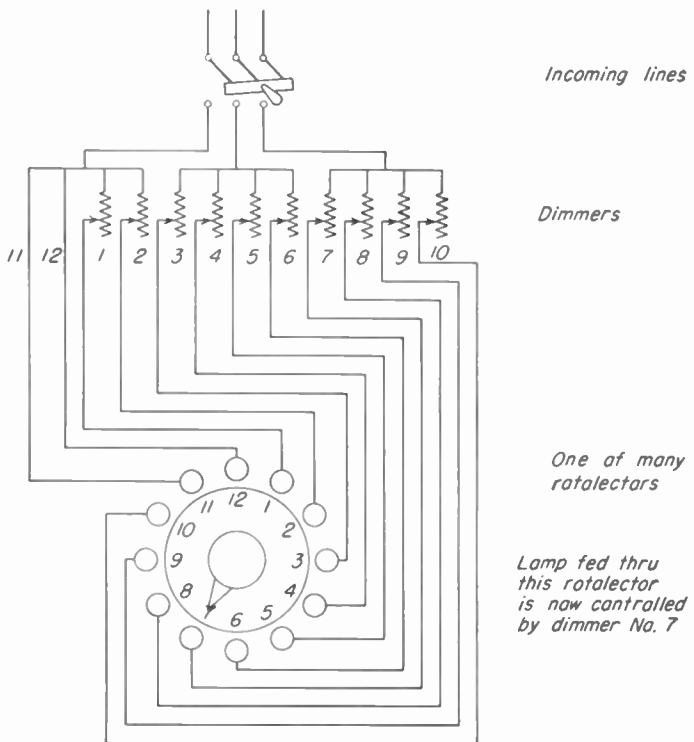 Incoming lines
Dimmers
11 12 1 2 3 4 5 6 7 8 9 10
One of many
rotalectors
12
11 1
10 2
9 3
8 4
6 5
Lamp fed thru
this rotalector
is now controlled
by dimmer No. 7